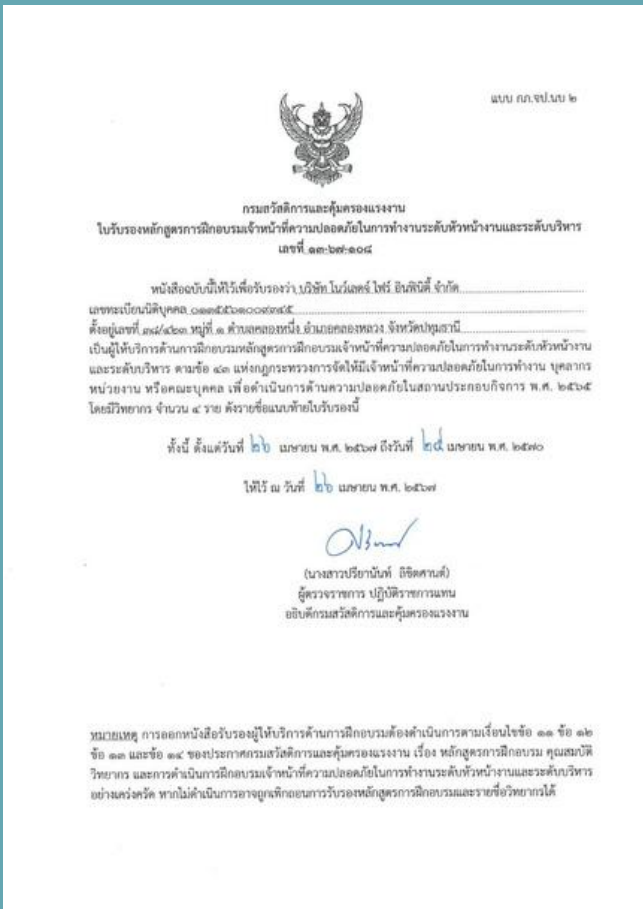 แบบ กภ.จป.นบ ๒
กรมสวัสดิการและคุ้มครองแรงงาน
ใบรับรองหลักสูตรการฝึกอบรมเจ้าหน้าที่ความปลอดภัยในการทำงานระดับหัวหน้างานและระดับบริหาร
เลขที่ ๑๓-๖๗-๑๐๔
หนังสือฉบับนี้ให้ไว้เพื่อรับรองว่า บริษัท โนว์เลดจ์ ไฟร์ อินฟินิตี้ จำกัด
เลขทะเบียนนิติบุคคล
ตั้งอยู่เลขที่ ๓๘/๔๒๓ หมู่ที่ ๑ ตำบลคลองหนึ่ง อำเภอคลองหลวง จังหวัดปทุมธานี
เป็นผู้ให้บริการด้านการฝึกอบรมหลักสูตรการฝึกอบรมเจ้าหน้าที่ความปลอดภัยในการทำงานระดับหัวหน้างาน
และระดับบริหาร ตามข้อ ๔๓ แห่งกฎกระทรวงการจัดให้มีเจ้าหน้าที่ความปลอดภัยในการทำงาน บุคลากร
หน่วยงาน หรือคณะบุคคล เพื่อดำเนินการด้านความปลอดภัยในสถานประกอบกิจการ พ.ศ. ๒๕๖๕
โดยมีวิทยากร จำนวน ๔ ราย ดังรายชื่อแนบท้ายใบรับรองนี้
ทั้งนี้ ตั้งแต่วันที่ ๒๖ เมษายน พ.ศ. ๒๕๖๗ ถึงวันที่ ๒๕ เมษายน พ.ศ. ๒๕๗๐
ให้ไว้ ณ วันที่ ๒๖ เมษายน พ.ศ. ๒๕๖๗
(นางสาวปรียานันท์ ลิขิตศานต์)
ผู้ตรวจราชการ ปฏิบัติราชการแทน
อธิบดีกรมสวัสดิการและคุ้มครองแรงงาน
หมายเหตุ การออกหนังสือรับรองผู้ให้บริการด้านการฝึกอบรมต้องดำเนินการตามเงื่อนไขข้อ ๑๑ ข้อ ๑๒
ข้อ ๑๓ และข้อ ๑๔ ของประกาศกรมสวัสดิการและคุ้มครองแรงงาน เรื่อง หลักสูตรการฝึกอบรม คุณสมบัติ
วิทยากร และการดำเนินการฝึกอบรมเจ้าหน้าที่ความปลอดภัยในการทำงานระดับหัวหน้างานและระดับบริหาร
อย่างเคร่งครัด หากไม่ดำเนินการอาจถูกเพิกถอนการรับรองหลักสูตรการฝึกอบรมและรายชื่อวิทยากรได้